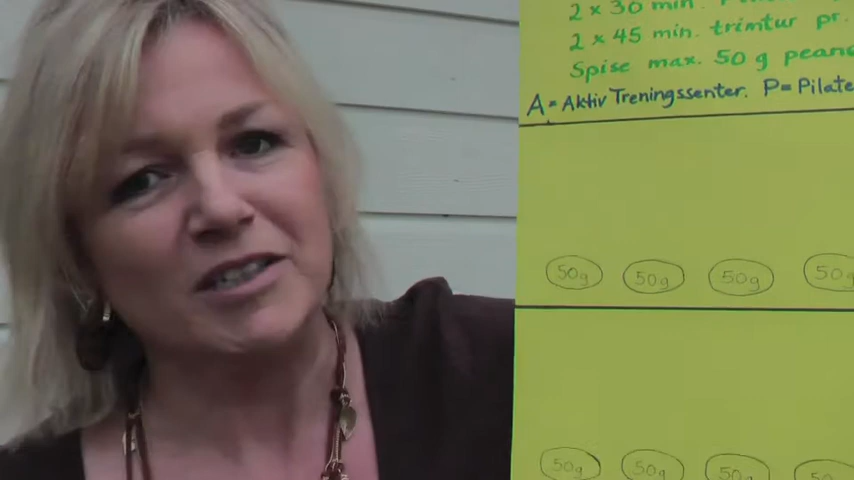 2 x 30 min.
2 x 45 min. trimtur pr.
Spise max. 50 g
A = Aktiv Treningssenter. P=
50g 50g 50g 50g
50g 50g 50g 50g